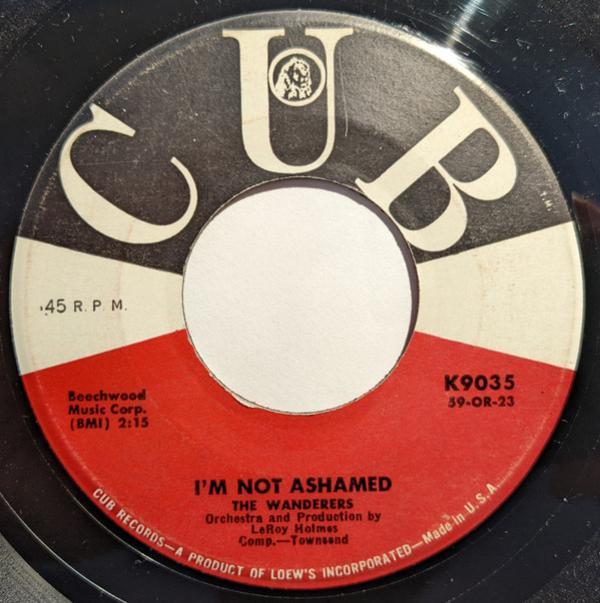 CUB
T.M.
45 R.P.M.
Beechwood
Music Corp.
(BMI) 2:15
K9035
59-OR-23
I'M NOT ASHAMED
THE WANDERERS
Orchestra and Production by
LeRoy Holmes
Comp.—Townsend
CUB RECORDS—A PRODUCT OF LOEW'S INCORPORATED—Made in U.S.A.